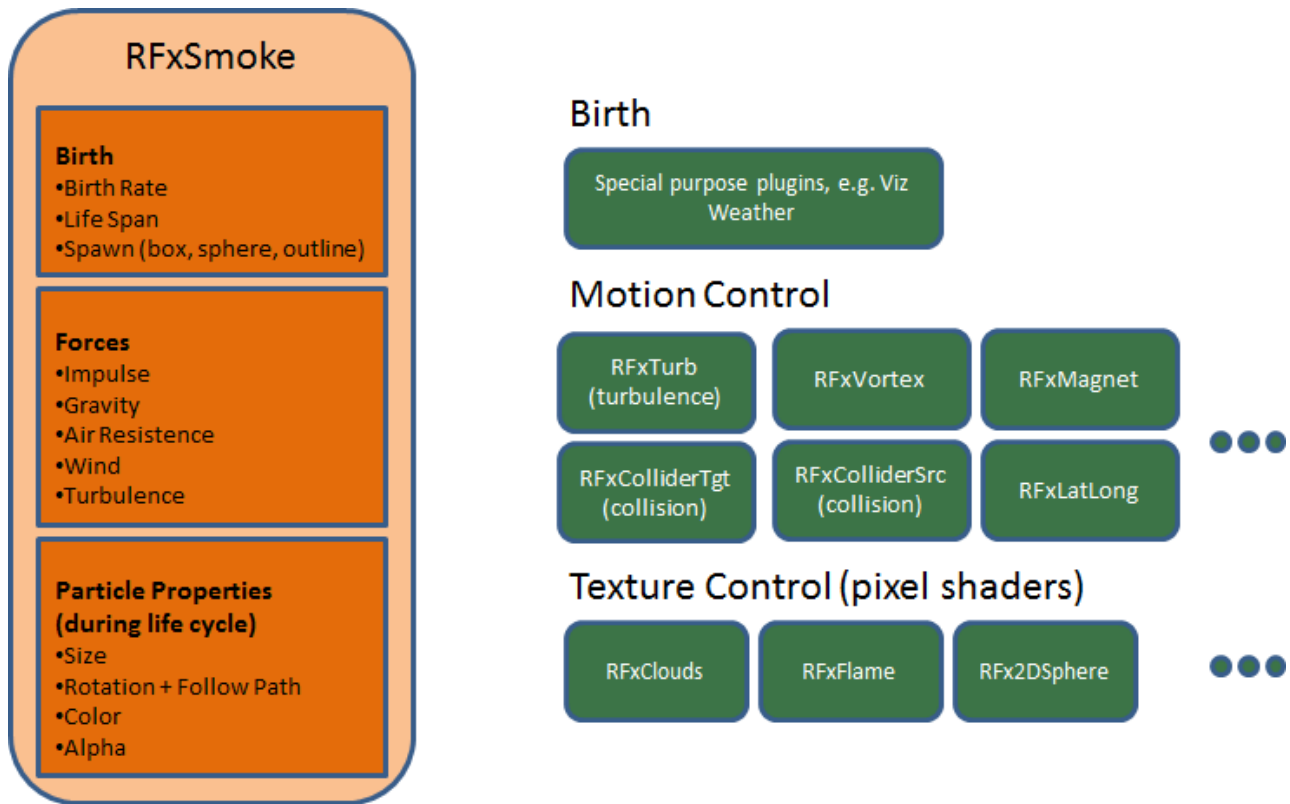 RFxSmoke
Birth
•Birth Rate
•Life Span
•Spawn (box, sphere, outline)
Forces
•Impulse
•Gravity
•Air Resistence
•Wind
•Turbulence
Particle Properties
(during life cycle)
•Size
•Rotation + Follow Path
•Color
•Alpha
Birth
Special purpose plugins, e.g. Viz
Weather
Motion Control
RFxTurb
(turbulence)
RFxVortex
RFxMagnet
RFxColliderTgt
(collision)
RFxColliderSrc
(collision)
RFxLatLong
Texture Control (pixel shaders)
RFxClouds
RFxFlame
RFx2DSphere